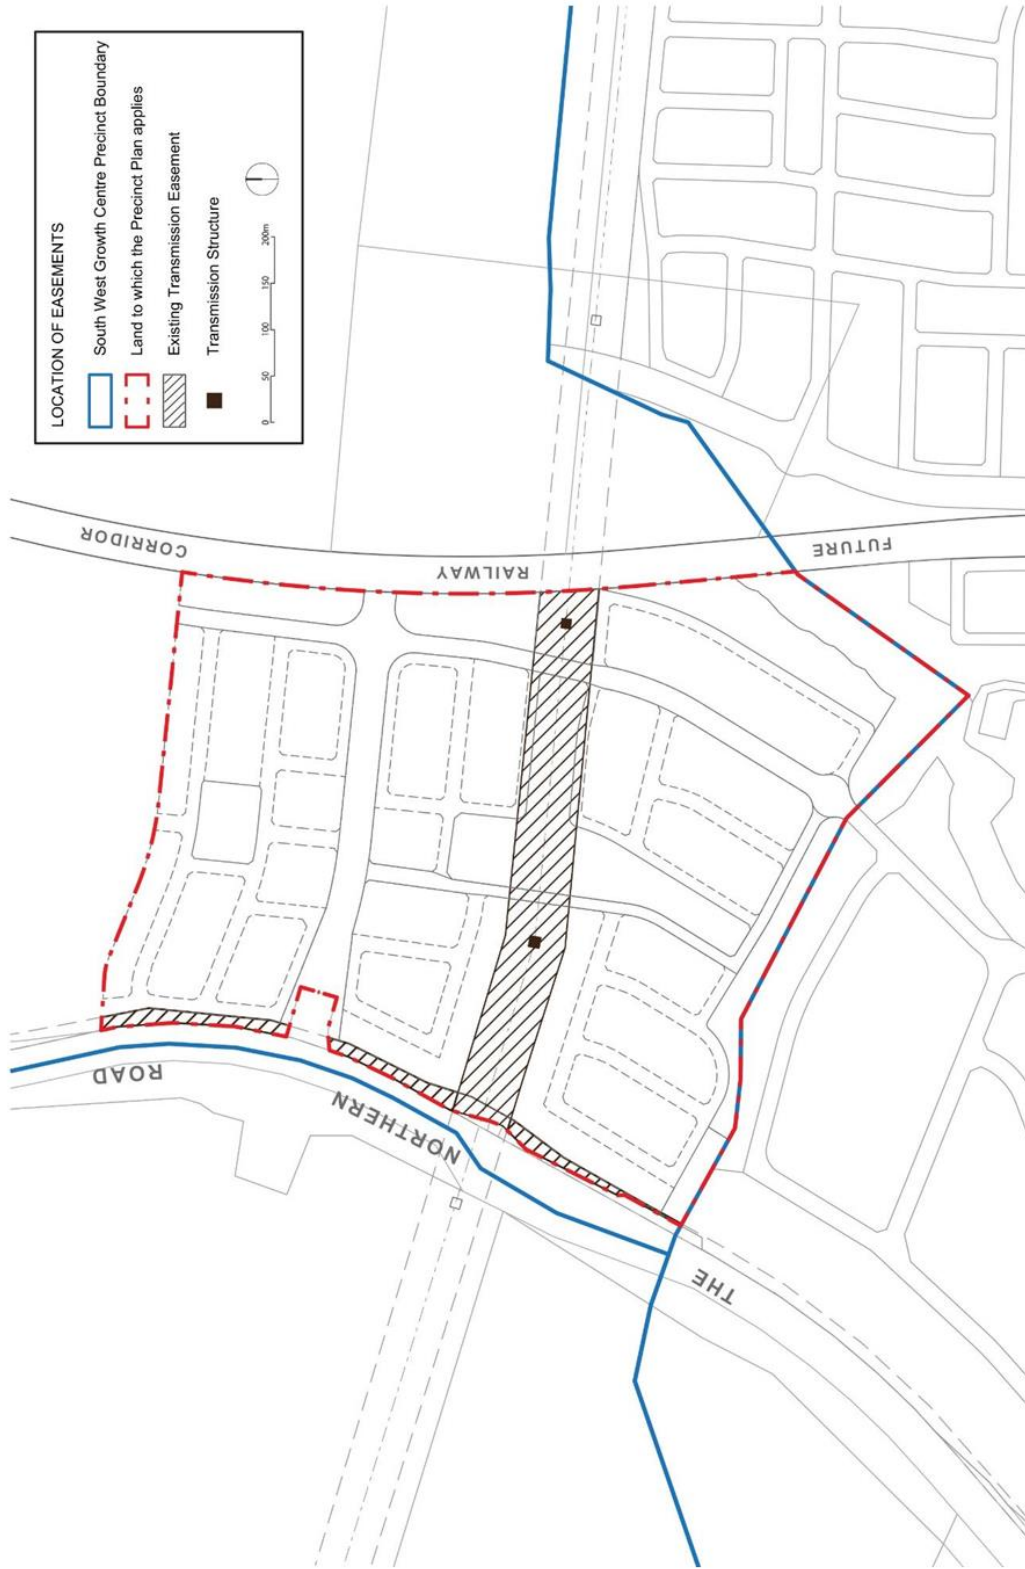 LOCATION OF EASEMENTS
South West Growth Centre Precinct Boundary
Land to which the Precinct Plan applies
Existing Transmission Easement
Transmission Structure
0 50 100 150 200m
THE
NORTHERN
ROAD
FUTURE
RAILWAY
CORRIDOR